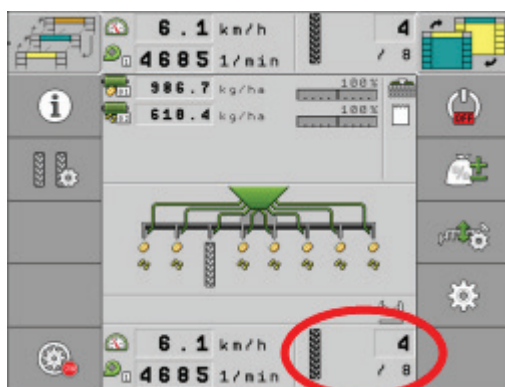 6.1 km/h 4
4685 1/min / 8
986.7 kg/ha 100%
618.4 kg/ha 100%
OFF
%
6.1 km/h 4
4685 1/min / 8